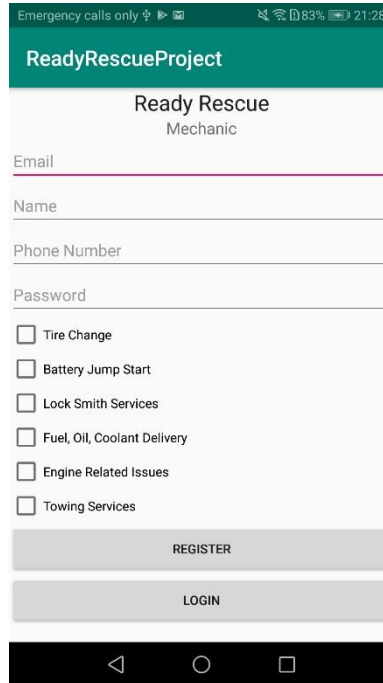 Emergency calls only 83% 21:28
ReadyRescueProject
Ready Rescue
Mechanic
Email
Name
Phone Number
Password
Tire Change
Battery Jump Start
Lock Smith Services
Fuel, Oil, Coolant Delivery
Engine Related Issues
Towing Services
REGISTER
LOGIN